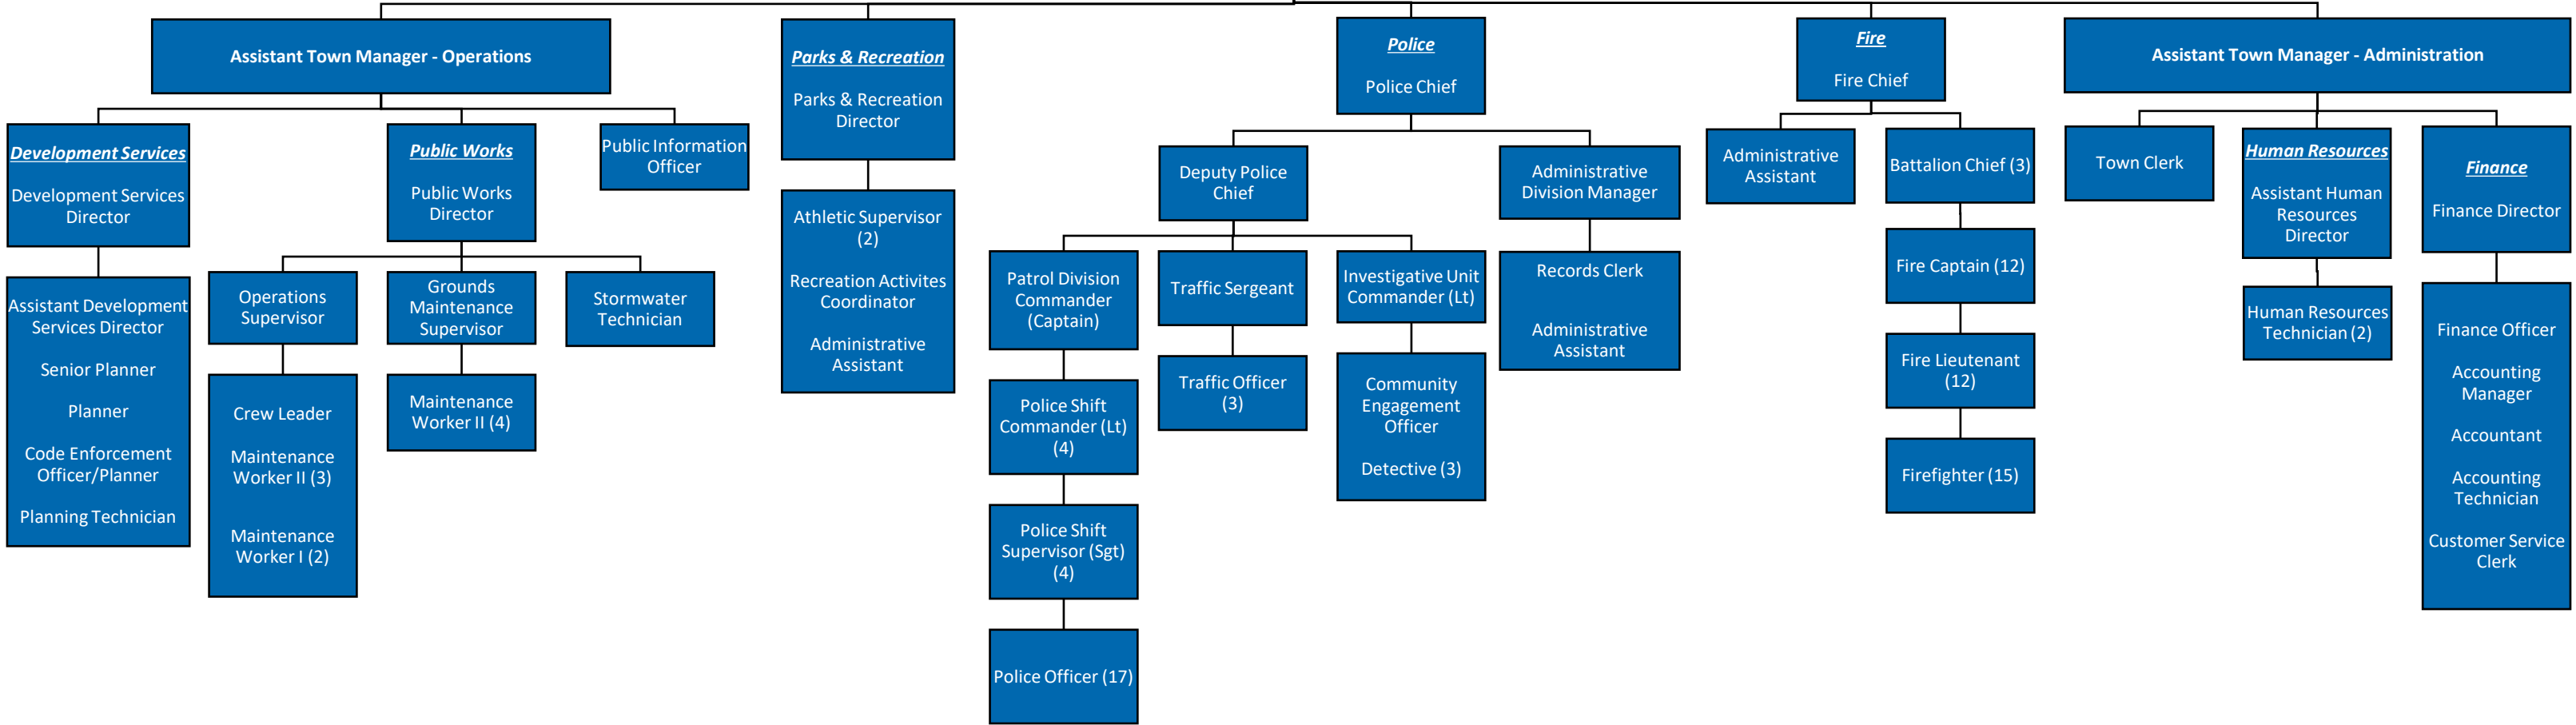 Assistant Town Manager - Operations
Development Services
Development Services
Director
Assistant Development
Services Director
Senior Planner
Planner
Code Enforcement
Officer/Planner
Planning Technician
Public Works
Public Works
Director
Operations
Supervisor
Crew Leader
Maintenance
Worker II (3)
Maintenance
Worker I (2)
Grounds
Maintenance
Supervisor
Maintenance
Worker II (4)
Stormwater
Technician
Public Information
Officer
Parks & Recreation
Parks & Recreation
Director
Athletic Supervisor
(2)
Recreation Activites
Coordinator
Administrative
Assistant
Police
Police Chief
Deputy Police
Chief
Patrol Division
Commander
(Captain)
Police Shift
Commander (Lt)
(4)
Police Shift
Supervisor (Sgt)
(4)
Police Officer (17)
Traffic Sergeant
Traffic Officer
(3)
Investigative Unit
Commander (Lt)
Community
Engagement
Officer
Detective (3)
Administrative
Division Manager
Records Clerk
Administrative
Assistant
Fire
Fire Chief
Administrative
Assistant
Battalion Chief (3)
Fire Captain (12)
Fire Lieutenant
(12)
Firefighter (15)
Assistant Town Manager - Administration
Town Clerk
Human Resources
Assistant Human
Resources
Director
Human Resources
Technician (2)
Finance
Finance Director
Finance Officer
Accounting
Manager
Accountant
Accounting
Technician
Customer Service
Clerk